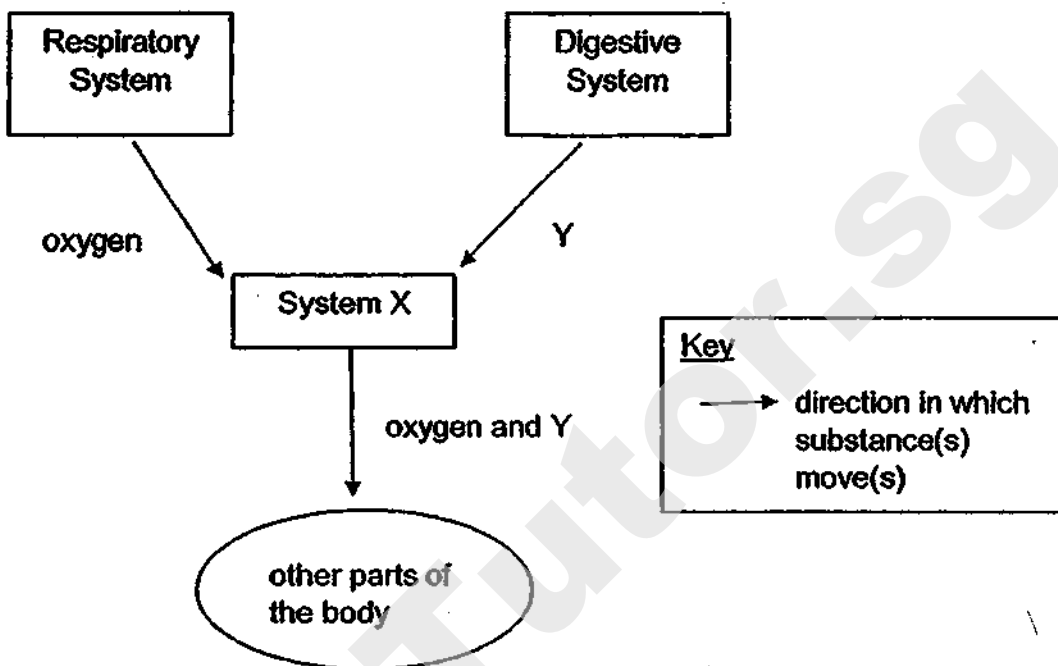 Respiratory
System
Digestive
System
oxygen
Y
System X
Key
direction in which
substance(s)
move(s)
oxygen and Y
other parts of
the body
Tutor.sg